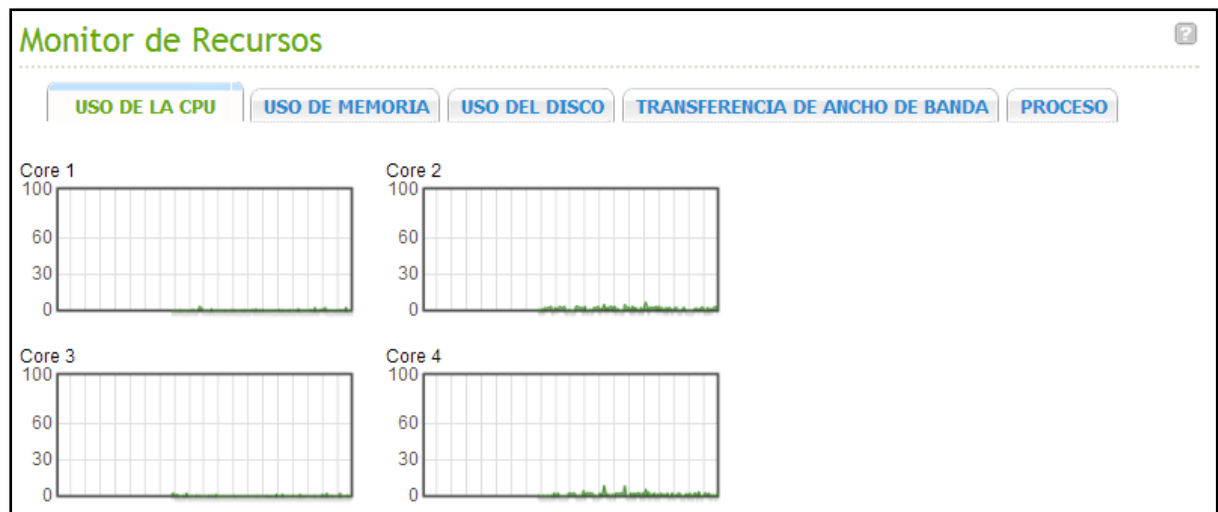 Monitor de Recursos
?
USO DE LA CPU USO DE MEMORIA USO DEL DISCO TRANSFERENCIA DE ANCHO DE BANDA PROCESO
Core 1 Core 2
100 100
60 60
30 30
0 0
Core 3 Core 4
100 100
60 60
30 30
0 0